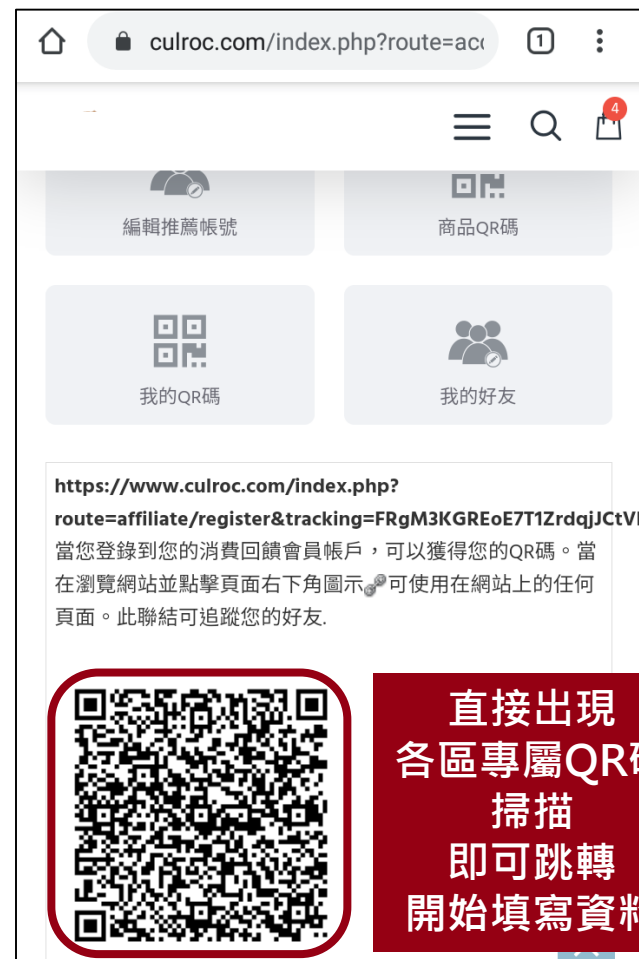 culroc.com/index.php?route=acc
1
4
編輯推薦帳號
商品QR碼
我的QR碼
我的好友
https://www.culroc.com/index.php?
route=affiliate/register&tracking=FRgM3KGREoE7T1ZrdqjJCtV
當您登錄到您的消費回饋會員帳戶，可以獲得您的QR碼。當
在瀏覽網站並點擊頁面右下角圖示可使用在網站上的任何
頁面。此聯結可追蹤您的好友.
直接出現
各區專屬QR碼
掃描
即可跳轉
開始填寫資料